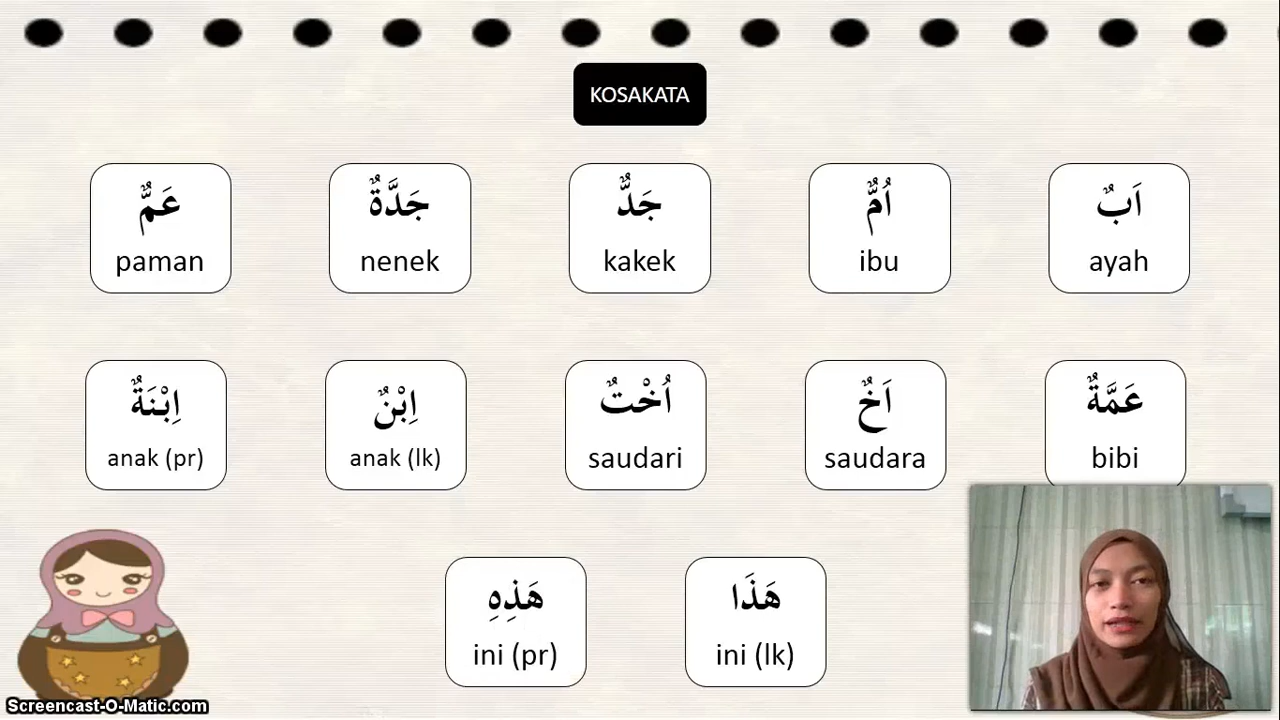 KOSAKATA
اَبٌ
ayah
اُمٌّ
ibu
جَدٌّ
kakek
جَدَّةٌ
nenek
عَمٌّ
paman
عَمَّةٌ
bibi
اَخٌ
saudara
اُخْتٌ
saudari
اِبْنٌ
anak (lk)
اِبْنَةٌ
anak (pr)
هَذَا
ini (lk)
هَذِهِ
ini (pr)
Screencast-O-Matic.com